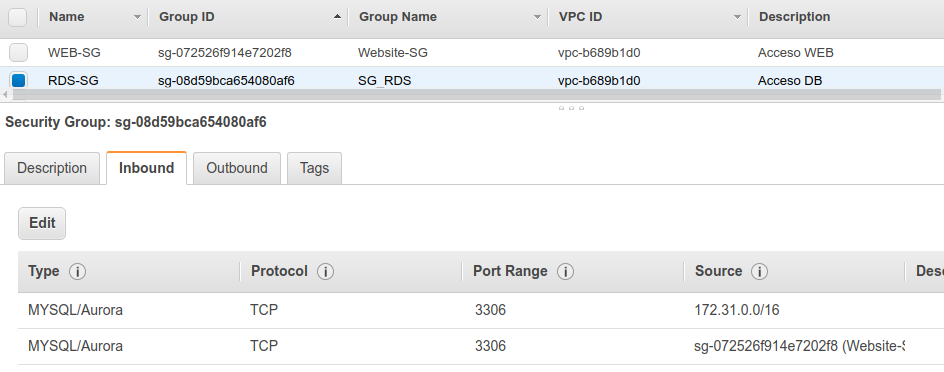 Name Group ID Group Name VPC ID Description
WEB-SG sg-072526f914e7202f8 Website-SG vpc-b689b1d0 Acceso WEB
RDS-SG sg-08d59bca654080af6 SG_RDS vpc-b689b1d0 Acceso DB
Security Group: sg-08d59bca654080af6
Description Inbound Outbound Tags
Edit
Type i Protocol i Port Range i Source i Desc
MYSQL/Aurora TCP 3306 172.31.0.0/16
MYSQL/Aurora TCP 3306 sg-072526f914e7202f8 (Website-S